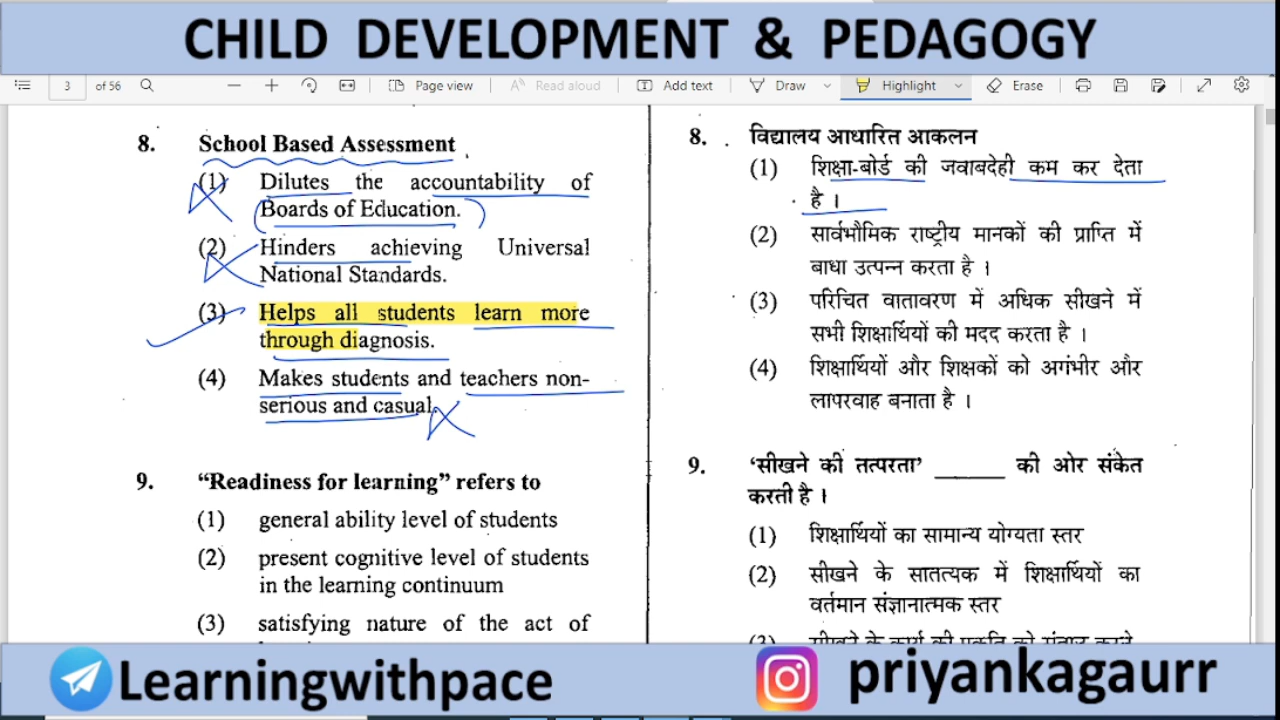 CHILD DEVELOPMENT & PEDAGOGY
3 of 56 Page view Read aloud Add text Draw Highlight Erase
8. School Based Assessment
(1) Dilutes the accountability of
Boards of Education.
(2) Hinders achieving Universal
National Standards.
(3) Helps all students learn more
through diagnosis.
(4) Makes students and teachers non-
serious and casual.
9. “Readiness for learning” refers to
(1) general ability level of students
(2) present cognitive level of students
in the learning continuum
(3) satisfying nature of the act of
8. विद्यालय आधारित आकलन
(1) शिक्षा-बोर्ड की जवाबदेही कम कर देता
है ।
(2) सार्वभौमिक राष्ट्रीय मानकों की प्राप्ति में
बाधा उत्पन्न करता है ।
(3) परिचित वातावरण में अधिक सीखने में
सभी शिक्षार्थियों की मदद करता है ।
(4) शिक्षार्थियों और शिक्षकों को अगंभीर और
लापरवाह बनाता है ।
9. ‘सीखने की तत्परता’ ______ की ओर संकेत
करती है ।
(1) शिक्षार्थियों का सामान्य योग्यता स्तर
(2) सीखने के सातत्यक में शिक्षार्थियों का
वर्तमान संज्ञानात्मक स्तर
(3) सीखने के कार्य की प्रकृति को
Learningwithpace
priyankagaurr